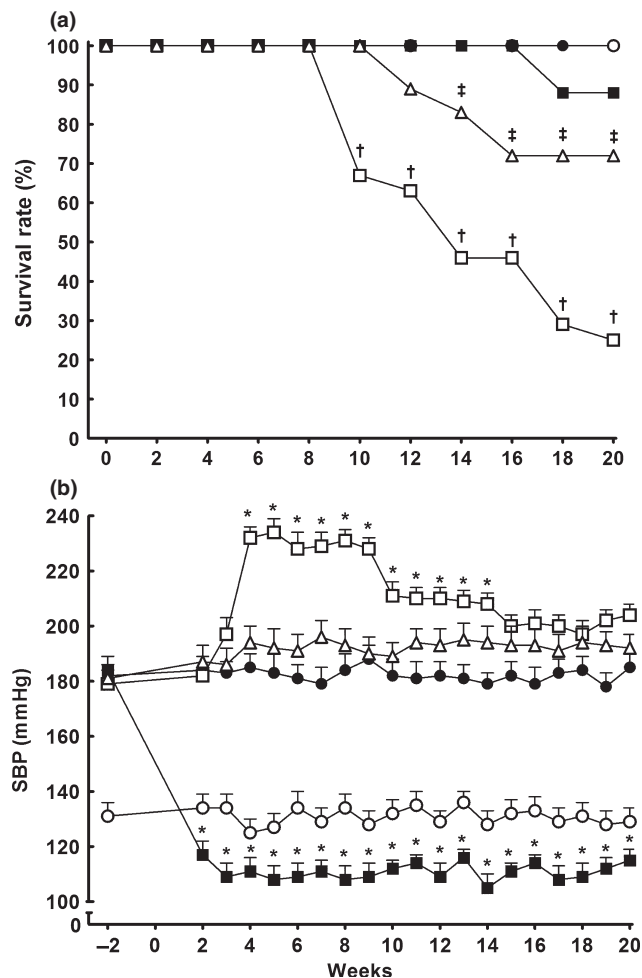 (a)
100
90
80
70
60
50
40
30
20
10
0
Survival rate (%)
‡
‡ ‡ ‡
†
†
† †
†
†
0 2 4 6 8 10 12 14 16 18 20
(b)
240
220
200
180
160
140
120
100
0
SBP (mmHg)
* * * * * *
* * * * *
* * * * * * * * * * * * * * * * * * *
–2 0 2 4 6 8 10 12 14 16 18 20
Weeks